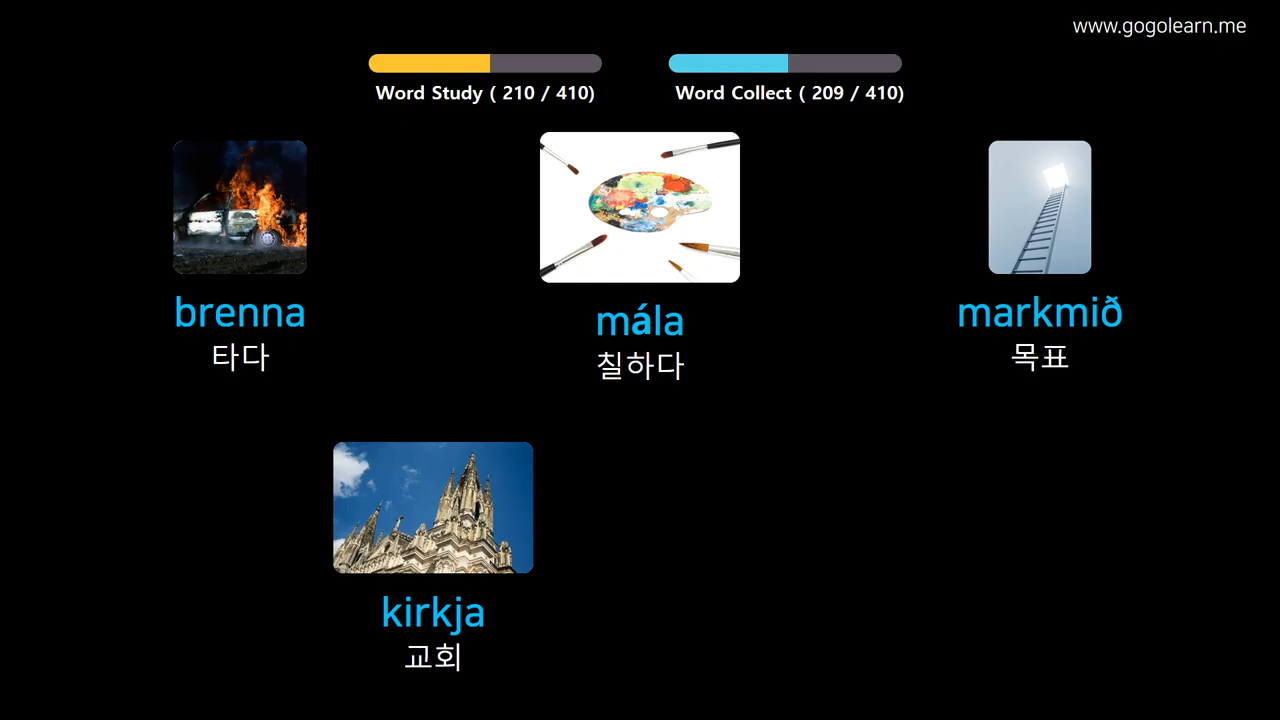 www.gogolearn.me
Word Study ( 210 / 410)
Word Collect ( 209 / 410)
brenna
타다
mála
칠하다
markmið
목표
kirkja
교회